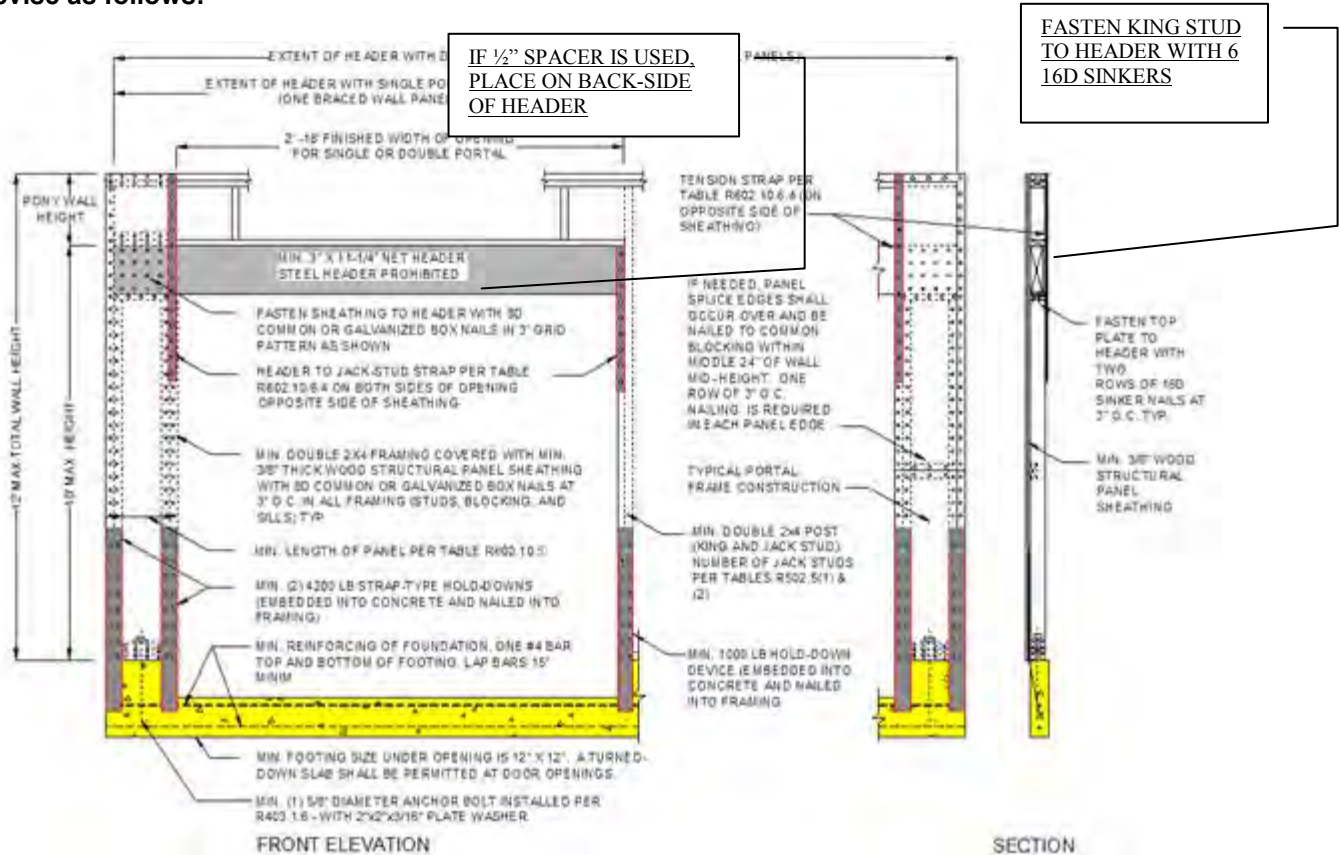 vise as follows:
EXTENT OF HEADER WITH D
PANELS)
EXTENT OF HEADER WITH SINGLE PO
(ONE BRACED WALL PANE
IF ½” SPACER IS USED,
PLACE ON BACK-SIDE
OF HEADER
FASTEN KING STUD
TO HEADER WITH 6
16D SINKERS
2' -18' FINISHED WIDTH OF OPENING
FOR SINGLE OR DOUBLE PORTAL
PONY WALL
HEIGHT
12' MAX TOTAL WALL HEIGHT
10' MAX. HEIGHT
MIN. 3" X 11-1/4" NET HEADER
STEEL HEADER PROHIBITED
FASTEN SHEATHING TO HEADER WITH 8D
COMMON OR GALVANIZED BOX NAILS IN 3" GRID
PATTERN AS SHOWN
HEADER TO JACK-STUD STRAP PER TABLE
R602.10.6.4 ON BOTH SIDES OF OPENING
OPPOSITE SIDE OF SHEATHING
MIN. DOUBLE 2X4 FRAMING COVERED WITH MIN.
3/8" THICK WOOD STRUCTURAL PANEL SHEATHING
WITH 8D COMMON OR GALVANIZED BOX NAILS AT
3" O.C. IN ALL FRAMING (STUDS, BLOCKING, AND
SILLS) TYP.
MIN. LENGTH OF PANEL PER TABLE R602.10.5
MIN. (2) 4200 LB STRAP-TYPE HOLD-DOWNS
(EMBEDDED INTO CONCRETE AND NAILED INTO
FRAMING)
MIN. REINFORCING OF FOUNDATION, ONE #4 BAR
TOP AND BOTTOM OF FOOTING. LAP BARS 15"
MINIM
MIN. FOOTING SIZE UNDER OPENING IS 12" X 12". A TURNED-
DOWN SLAB SHALL BE PERMITTED AT DOOR OPENINGS.
MIN. (1) 5/8" DIAMETER ANCHOR BOLT INSTALLED PER
R403.1.6 - WITH 2"x2"x3/16" PLATE WASHER
FRONT ELEVATION
TENSION STRAP PER
TABLE R602.10.6.4 (ON
OPPOSITE SIDE OF
SHEATHING)
IF NEEDED, PANEL
SPLICE EDGES SHALL
OCCUR OVER AND BE
NAILED TO COMMON
BLOCKING WITHIN
MIDDLE 24" OF WALL
MID-HEIGHT. ONE
ROW OF 3" O.C.
NAILING IS REQUIRED
IN EACH PANEL EDGE
TYPICAL PORTAL
FRAME CONSTRUCTION
MIN. DOUBLE 2x4 POST
(KING AND JACK STUD).
NUMBER OF JACK STUDS
PER TABLES R502.5(1) &
(2)
MIN. 1000 LB HOLD-DOWN
DEVICE (EMBEDDED INTO
CONCRETE AND NAILED
INTO FRAMING
FASTEN TOP
PLATE TO
HEADER WITH
TWO
ROWS OF 16D
SINKER NAILS AT
3" O.C. TYP.
MIN. 3/8" WOOD
STRUCTURAL
PANEL
SHEATHING
SECTION